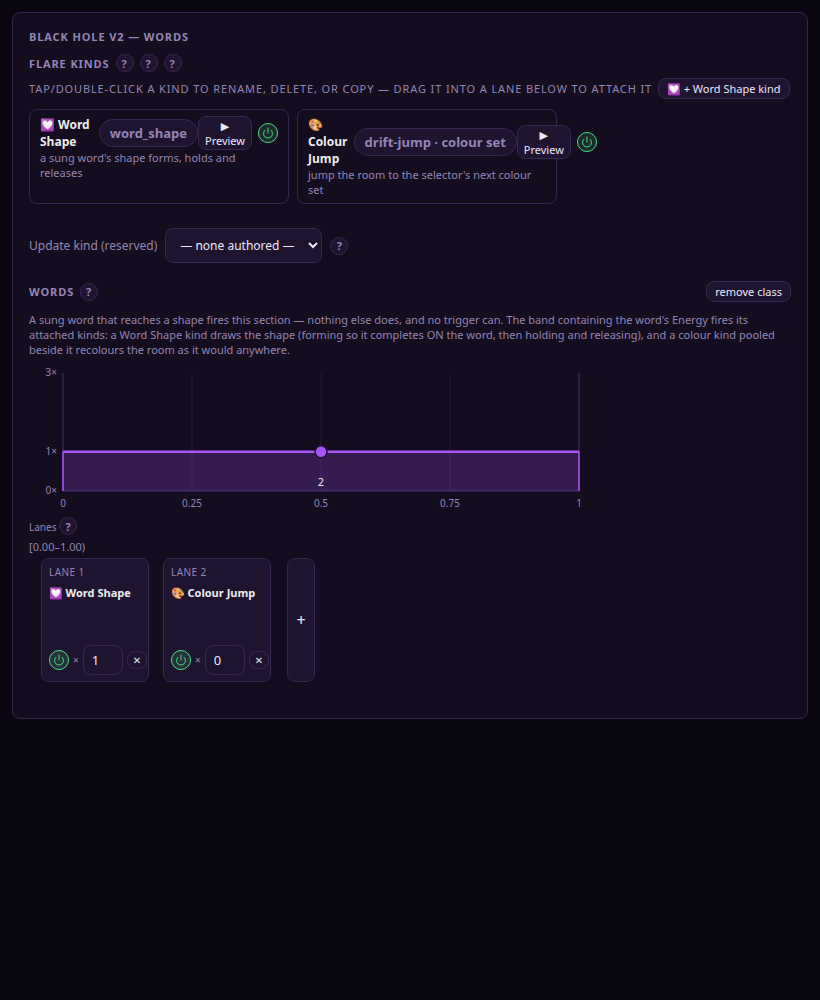 BLACK HOLE V2 — WORDS
FLARE KINDS ? ? ?
TAP/DOUBLE-CLICK A KIND TO RENAME, DELETE, OR COPY — DRAG IT INTO A LANE BELOW TO ATTACH IT 💟 + Word Shape kind
💟 Word Shape word_shape ▶ Preview
a sung word's shape forms, holds and
releases
🎨 Colour Jump drift-jump · colour set ▶ Preview
jump the room to the selector's next colour
set
Update kind (reserved) — none authored — ?
WORDS ? remove class
A sung word that reaches a shape fires this section — nothing else does, and no trigger can. The band containing the word's Energy fires its
attached kinds: a Word Shape kind draws the shape (forming so it completes ON the word, then holding and releasing), and a colour kind pooled
beside it recolours the room as it would anywhere.
3×
1×
2
0×
0 0.25 0.5 0.75 1
Lanes ?
[0.00–1.00)
LANE 1 LANE 2
💟 Word Shape 🎨 Colour Jump
+
× 1 ✕ × 0 ✕